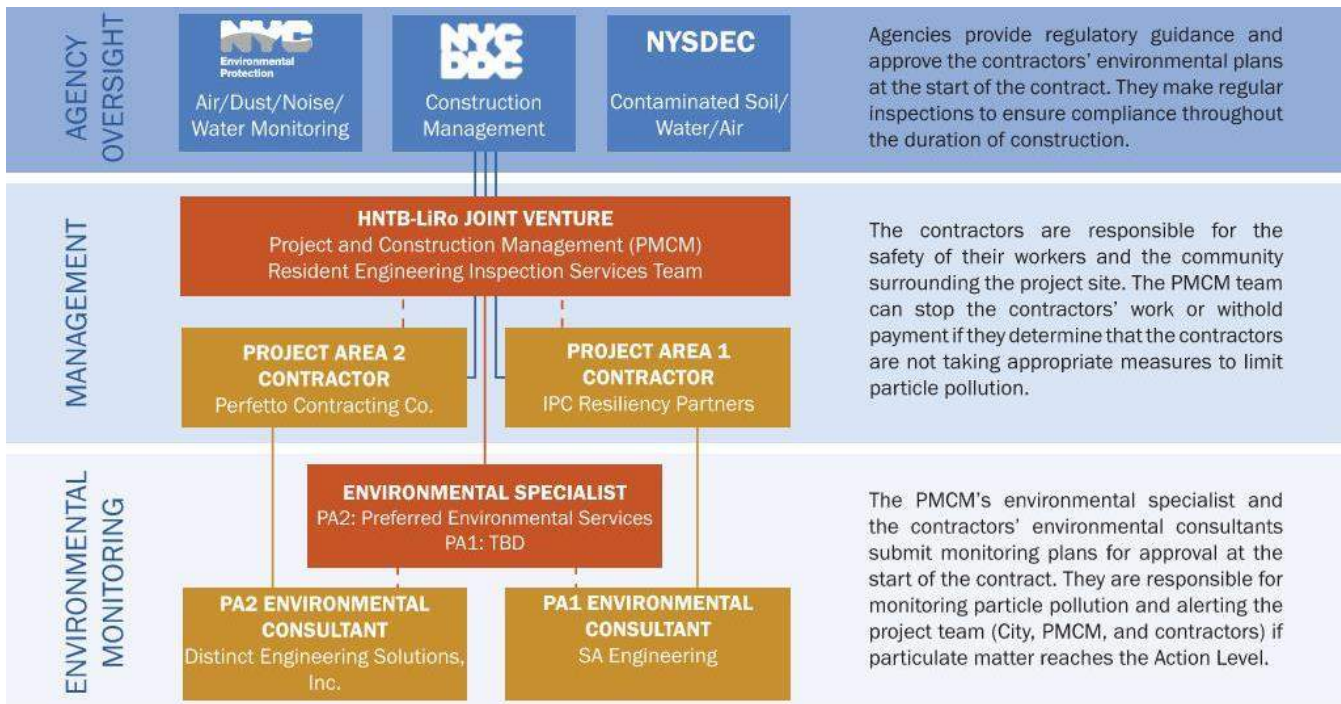 AGENCY
OVERSIGHT
NYC
Environmental
Protection
Air/Dust/Noise/
Water Monitoring
NYC
DDC
Construction
Management
NYSDEC
Contaminated Soil/
Water/Air
Agencies provide regulatory guidance and
approve the contractors' environmental plans
at the start of the contract. They make regular
inspections to ensure compliance throughout
the duration of construction.
MANAGEMENT
HNTB-LiRo JOINT VENTURE
Project and Construction Management (PMCM)
Resident Engineering Inspection Services Team
PROJECT AREA 2
CONTRACTOR
Perfetto Contracting Co.
PROJECT AREA 1
CONTRACTOR
IPC Resiliency Partners
The contractors are responsible for the
safety of their workers and the community
surrounding the project site. The PMCM team
can stop the contractors' work or withold
payment if they determine that the contractors
are not taking appropriate measures to limit
particle pollution.
ENVIRONMENTAL
MONITORING
ENVIRONMENTAL SPECIALIST
PA2: Preferred Environmental Services
PA1: TBD
PA2 ENVIRONMENTAL
CONSULTANT
Distinct Engineering Solutions,
Inc.
PA1 ENVIRONMENTAL
CONSULTANT
SA Engineering
The PMCM's environmental specialist and
the contractors' environmental consultants
submit monitoring plans for approval at the
start of the contract. They are responsible for
monitoring particle pollution and alerting the
project team (City, PMCM, and contractors) if
particulate matter reaches the Action Level.